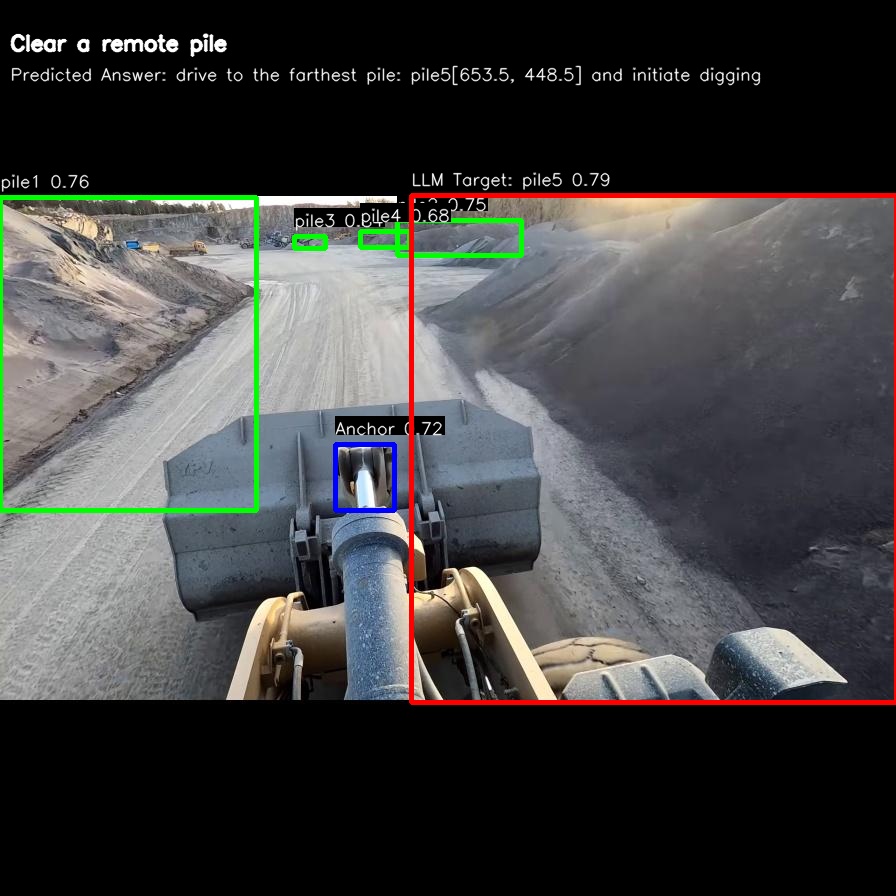 Clear a remote pile
Predicted Answer: drive to the farthest pile: pile5[653.5, 448.5] and initiate digging
pile1 0.76
LLM Target: pile5 0.79
0.75
pile3
pile4 0.68
Anchor 0.72